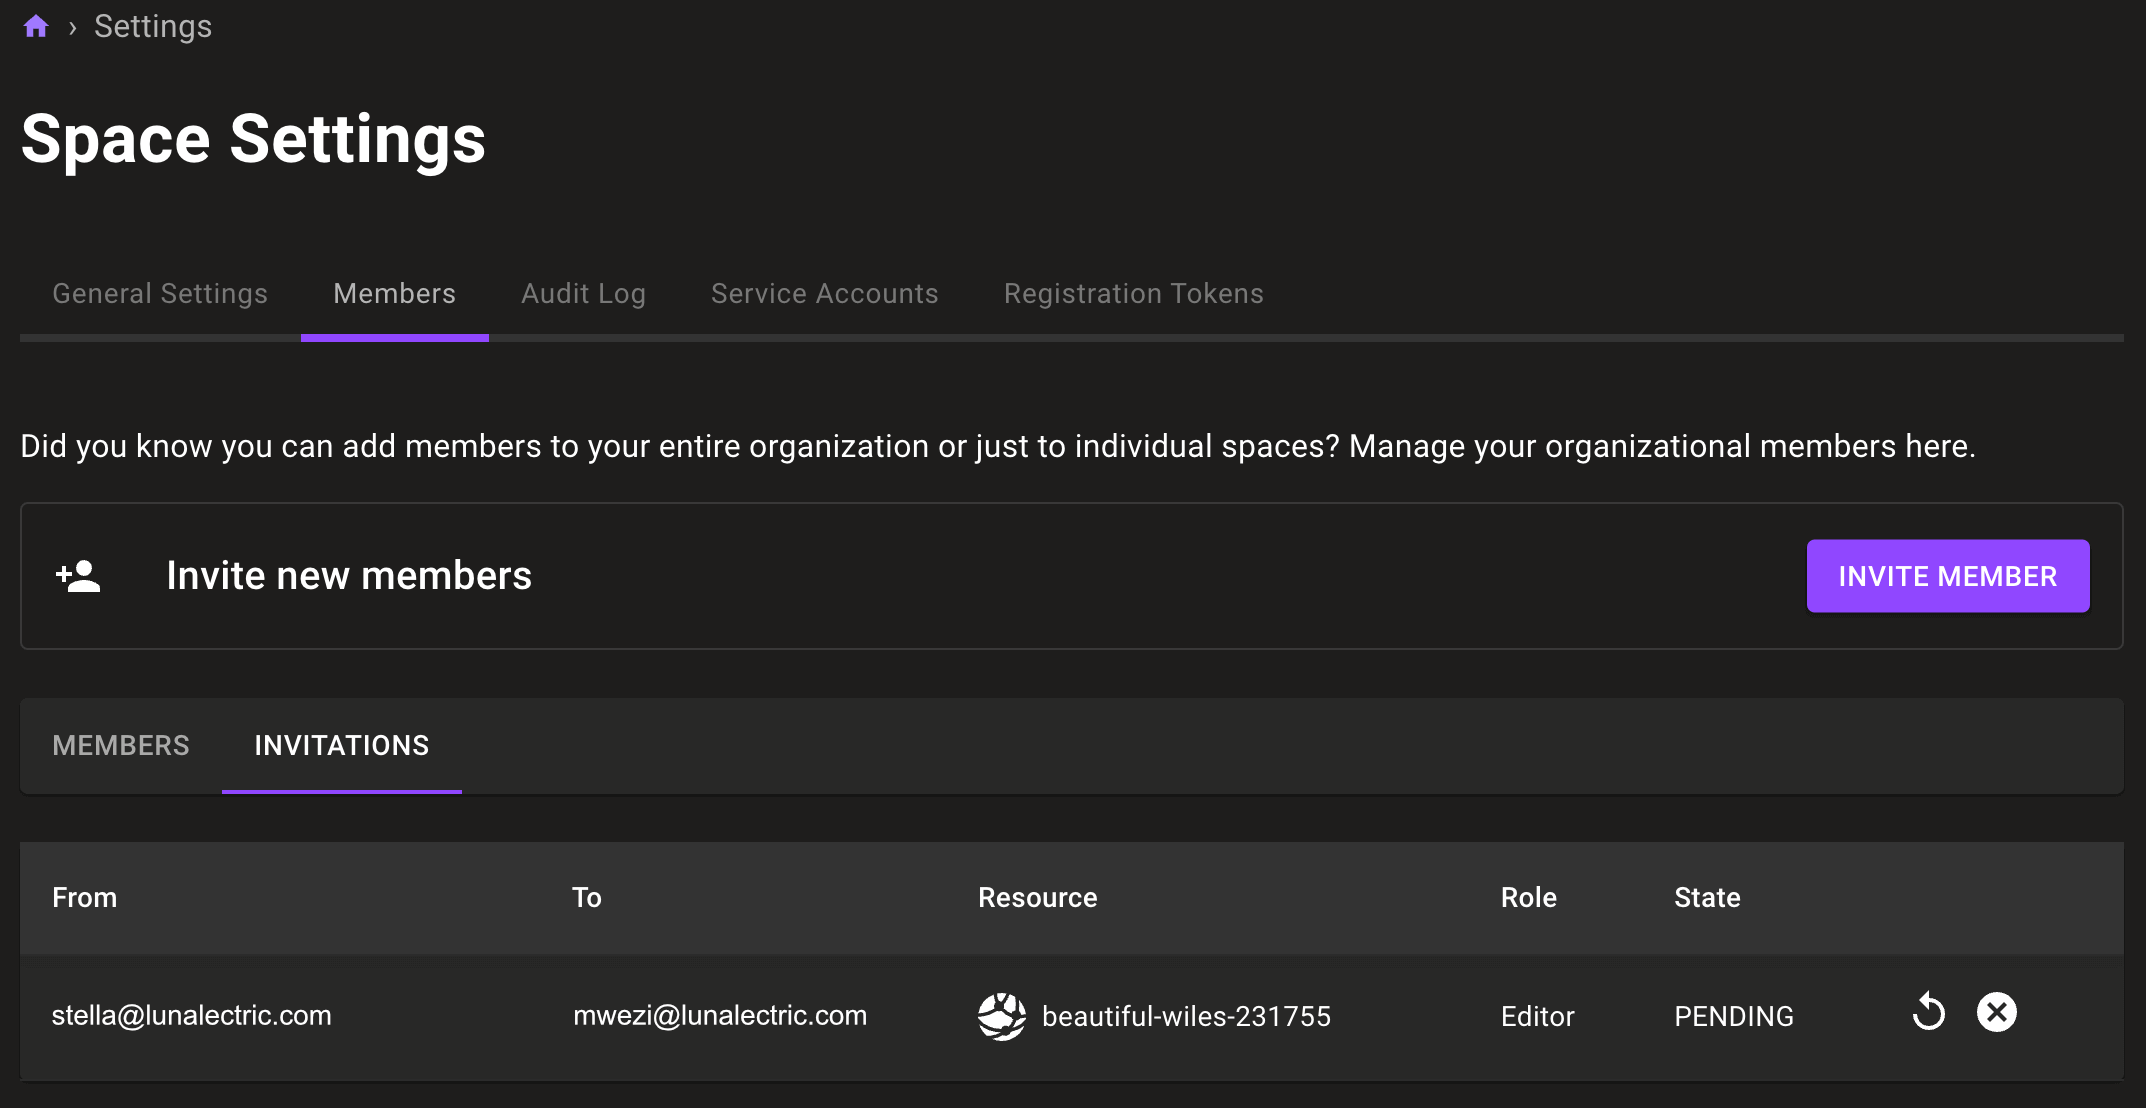 › Settings
Space Settings
General Settings Members Audit Log Service Accounts Registration Tokens
Did you know you can add members to your entire organization or just to individual spaces? Manage your organizational members here.
Invite new members INVITE MEMBER
MEMBERS INVITATIONS
From To Resource Role State
stella@lunalectric.com mwezi@lunalectric.com beautiful-wiles-231755 Editor PENDING